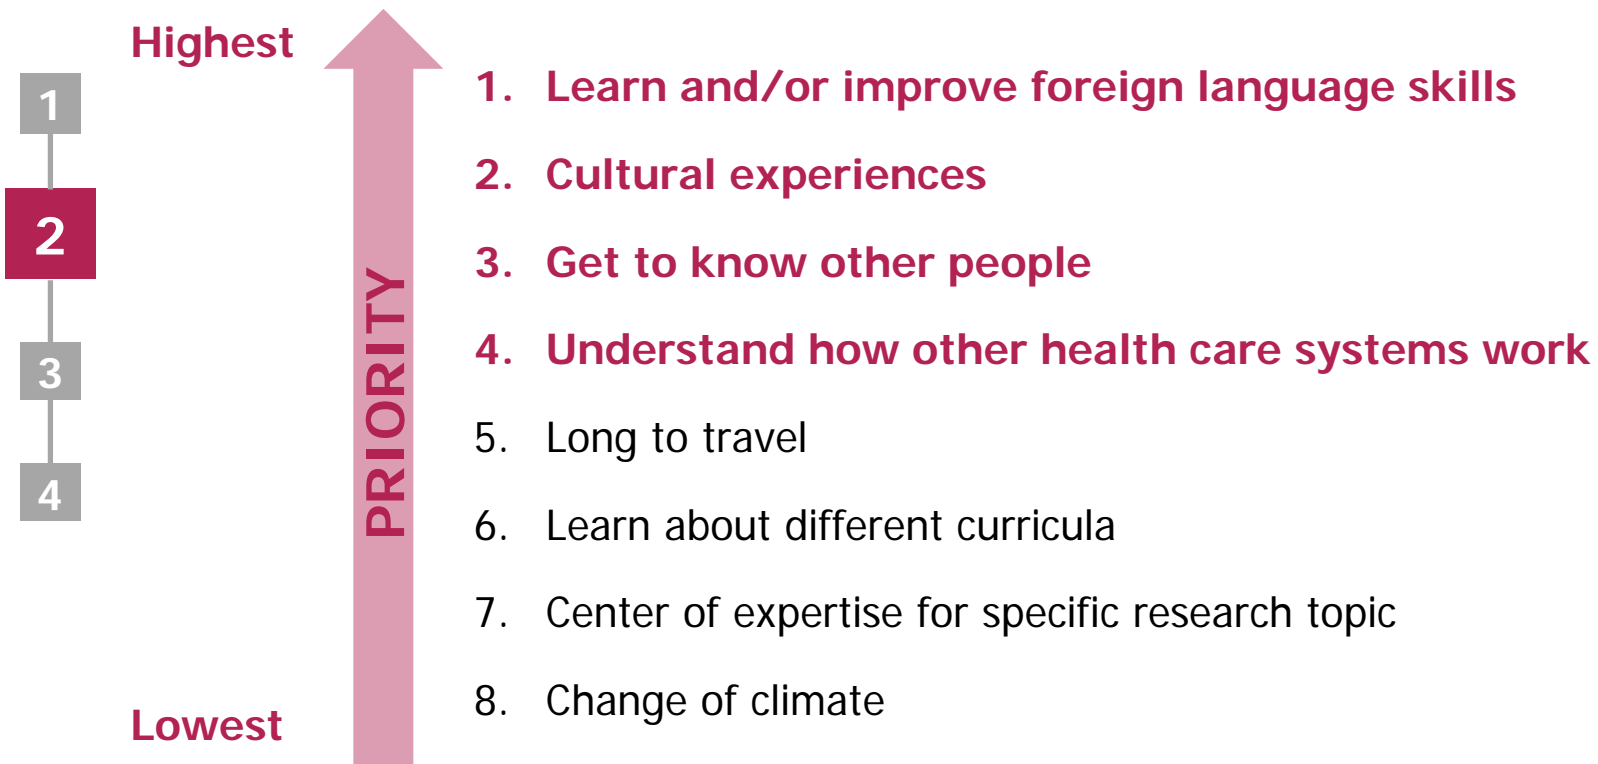 Highest
1
2
3
4
PRIORITY
Lowest
1. Learn and/or improve foreign language skills
2. Cultural experiences
3. Get to know other people
4. Understand how other health care systems work
5. Long to travel
6. Learn about different curricula
7. Center of expertise for specific research topic
8. Change of climate